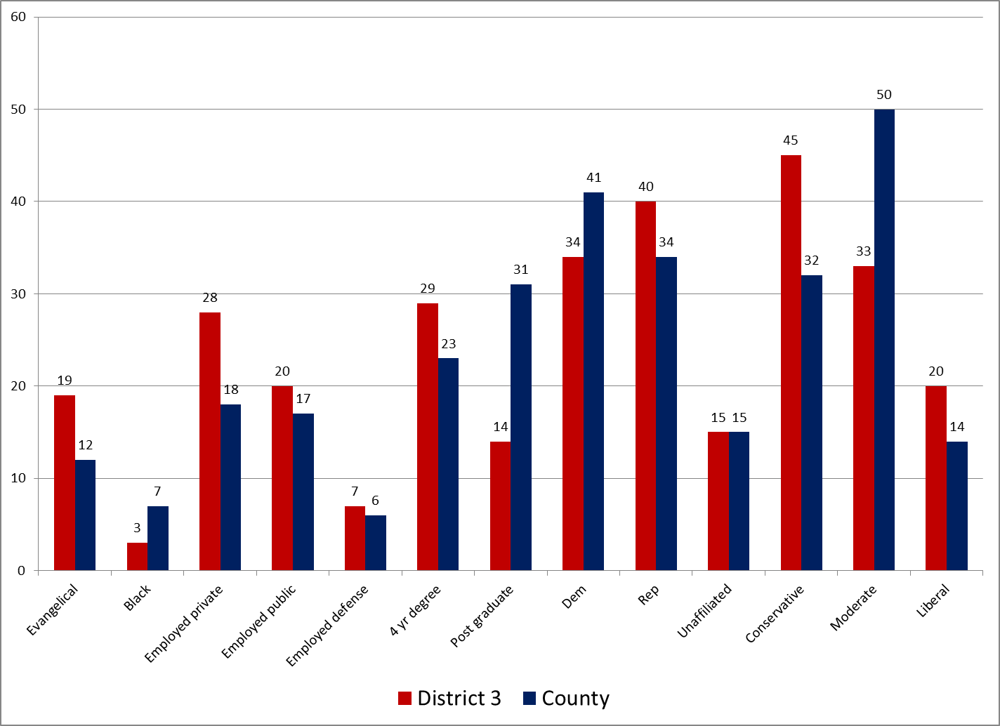 60
50
40
30
20
10
0
19
12
3
7
28
18
20
17
7
6
29
23
14
31
34
41
40
34
15
15
45
32
33
50
20
14
Evangelical
Black
Employed private
Employed public
Employed defense
4 yr degree
Post graduate
Dem
Rep
Unaffiliated
Conservative
Moderate
Liberal
District 3
County